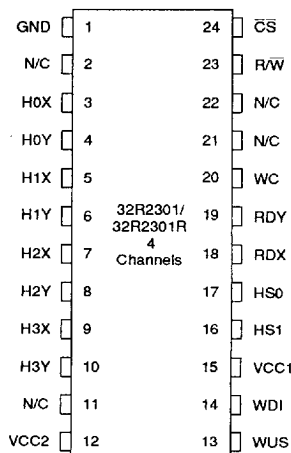 GND 1 24 C̅S̅
N/C 2 23 R/W̅
H0X 3 22 N/C
H0Y 4 21 N/C
H1X 5 20 WC
H1Y 6 32R2301/ 19 RDY
32R2301R
H2X 7 4 18 RDX
Channels
H2Y 8 17 HS0
H3X 9 16 HS1
H3Y 10 15 VCC1
N/C 11 14 WDI
VCC2 12 13 WUS